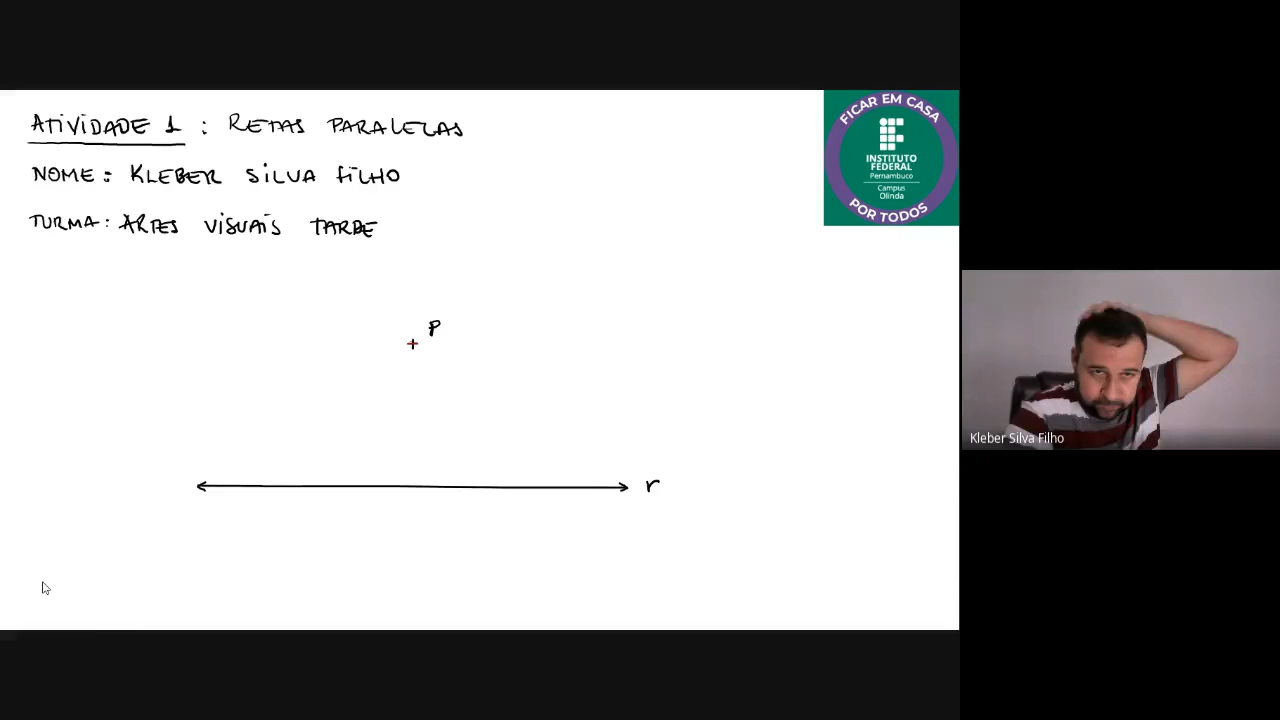 ATIVIDADE 1 : RETAS PARALELAS
NOME: KLEBER SILVA FILHO
TURMA: ARTES VISUAIS TARDE
FICAR EM CASA
INSTITUTO
FEDERAL
Pernambuco
Campus
Olinda
POR TODOS
P
r
Kleber Silva Filho